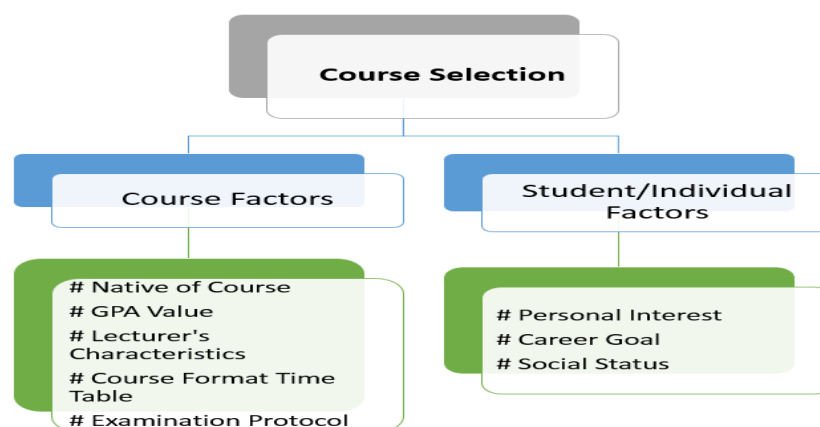 Course Selection
Course Factors
# Native of Course
# GPA Value
# Lecturer's
Characteristics
# Course Format Time
Table
# Examination Protocol
Student/Individual
Factors
# Personal Interest
# Career Goal
# Social Status